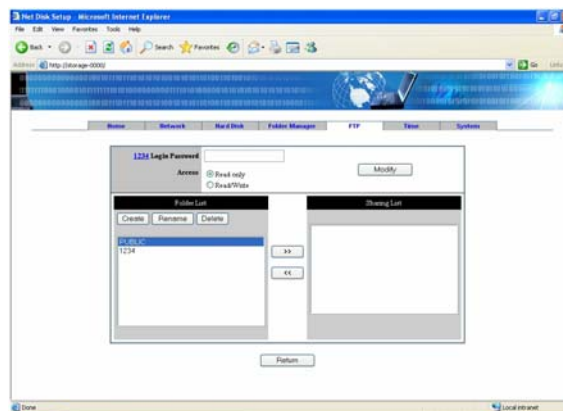 Net Disk Setup - Microsoft Internet Explorer
File Edit View Favorites Tools Help
Back Search Favorites
Address http://storage-0000/ Go
Home Network Hard Disk Folder Manager FTP Time System
1234 Login Password
Access Read only Modify
Read/Write
Folder List Sharing List
Create Rename Delete
PUBLIC
1234
>>
<<
Return
Done Local intranet